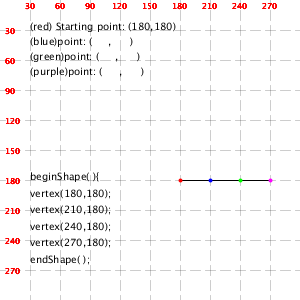 30 60 90 120 150 180 210 240 270
30
(red) Starting point: (180,180)
(blue)point: ( , )
(green)point: ( , )
60
(purple)point: ( , )
90
120
150
beginShape(){
180
vertex(180,180);
vertex(210,180);
210
vertex(240,180);
240
vertex(270,180);
endShape();
270